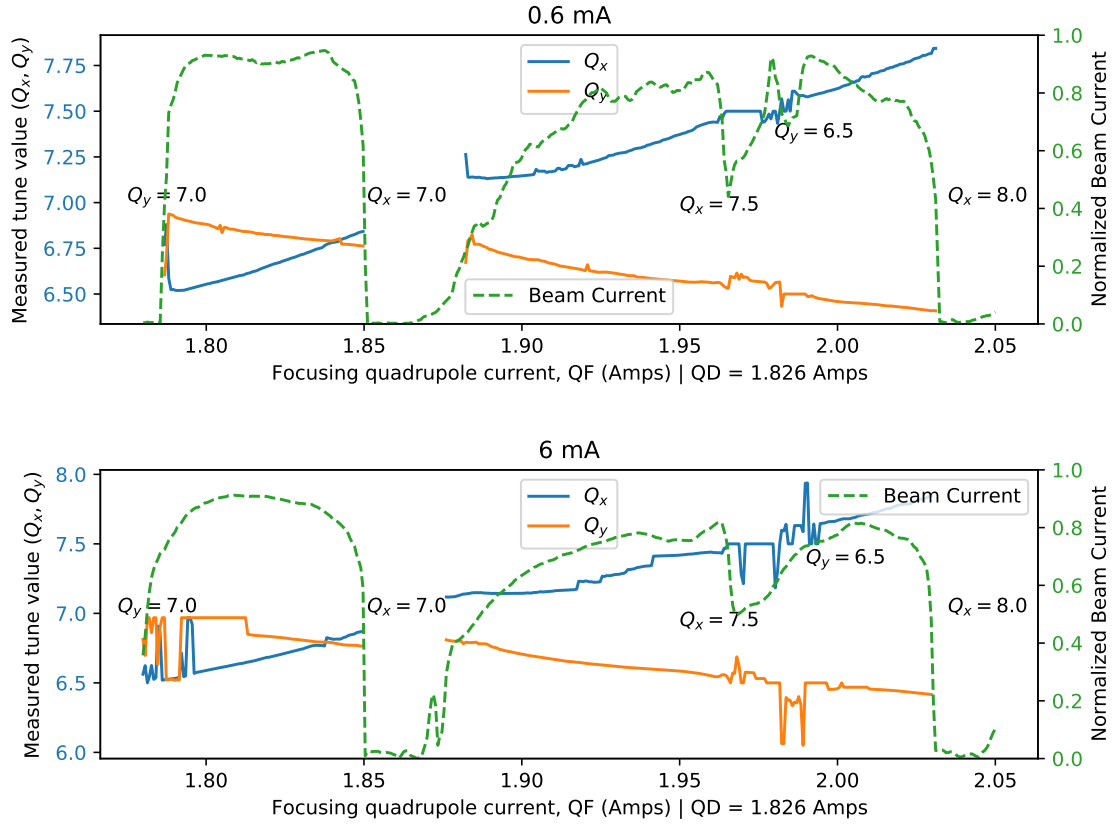 0.6 mA
Measured tune value (Qx, Qy)
7.75
7.50
7.25
7.00
6.75
6.50
Qx
Qy
Qy = 7.0
Qx = 7.0
Qx = 7.5
Qy = 6.5
Qx = 8.0
Beam Current
1.0
0.8
0.6
0.4
0.2
0.0
Normalized Beam Current
1.80 1.85 1.90 1.95 2.00 2.05
Focusing quadrupole current, QF (Amps) | QD = 1.826 Amps
6 mA
Measured tune value (Qx, Qy)
8.0
7.5
7.0
6.5
6.0
Qx
Qy
Beam Current
Qy = 7.0
Qx = 7.0
Qx = 7.5
Qy = 6.5
Qx = 8.0
1.0
0.8
0.6
0.4
0.2
0.0
Normalized Beam Current
1.80 1.85 1.90 1.95 2.00 2.05
Focusing quadrupole current, QF (Amps) | QD = 1.826 Amps